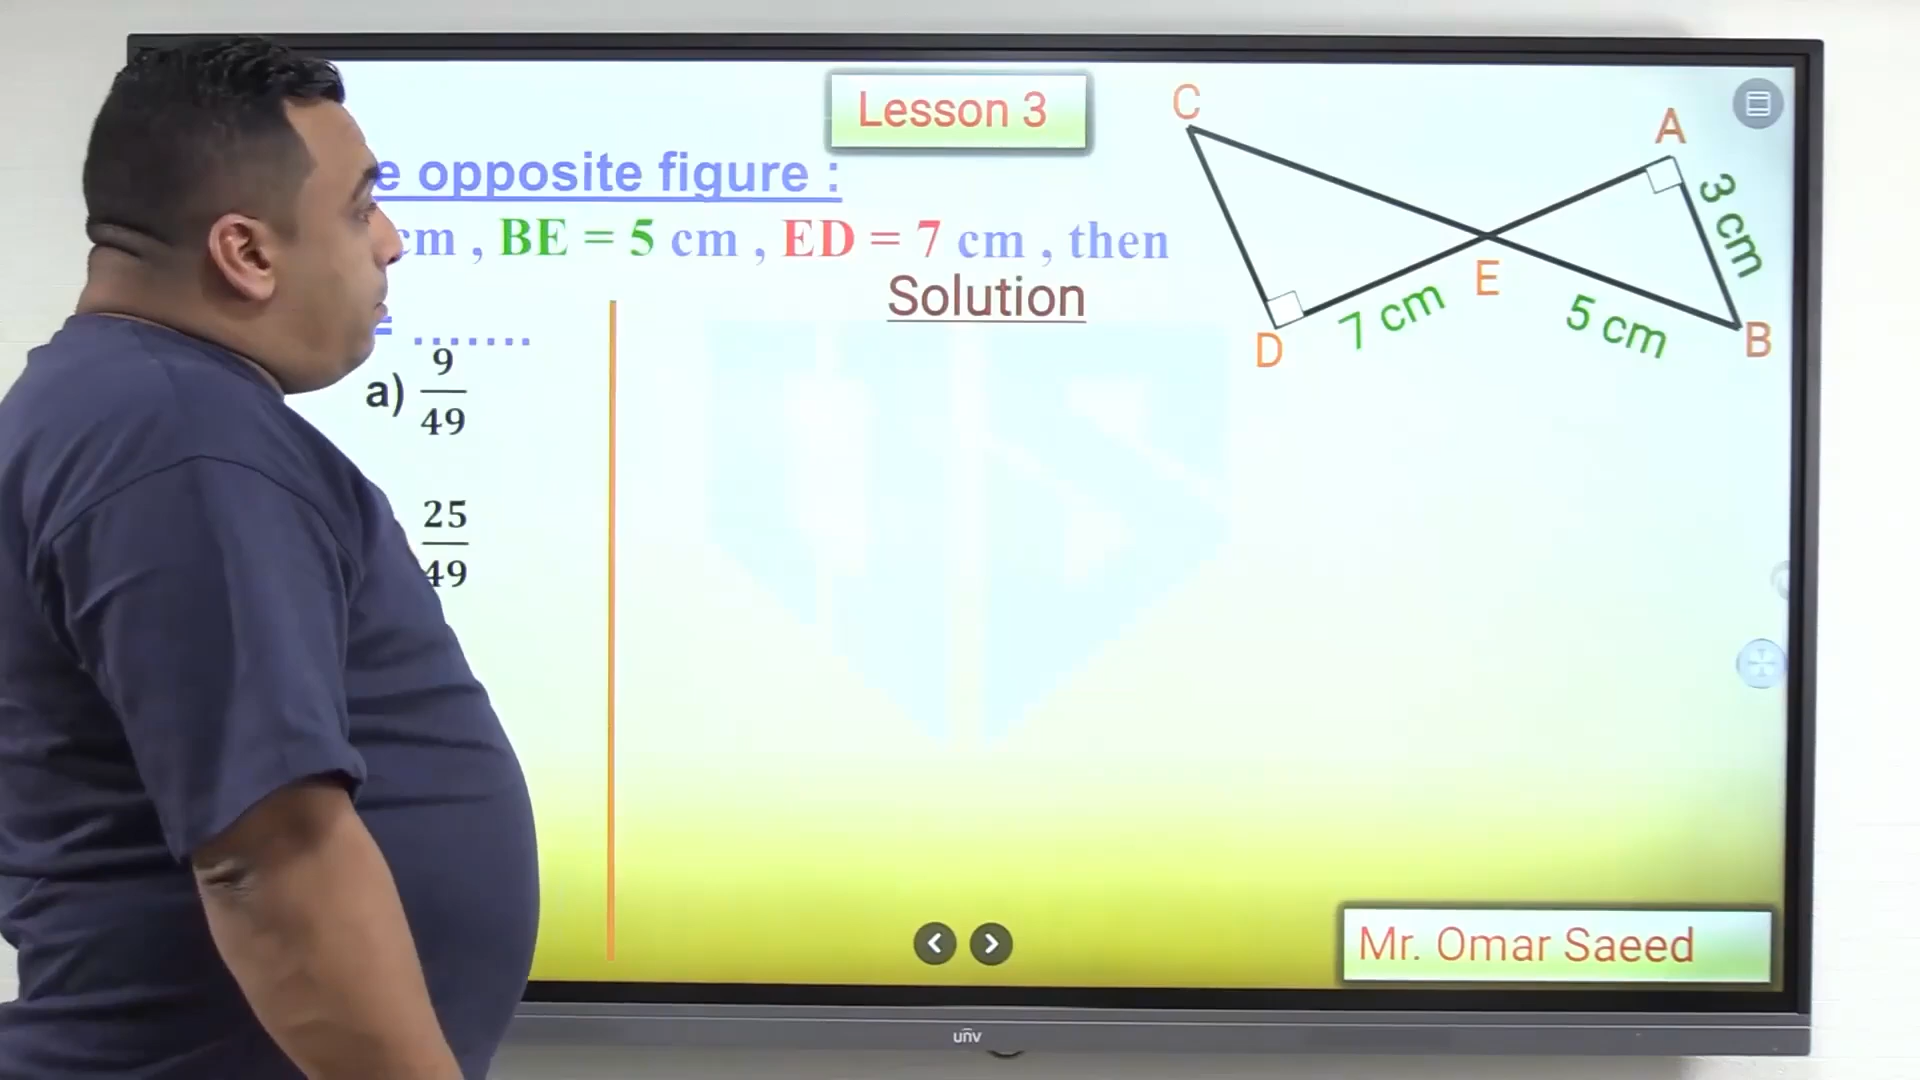 Lesson 3
opposite figure :
cm , BE = 5 cm , ED = 7 cm , then
= .......
Solution
a) 9/49
25/49
C
A
3 cm
E
7 cm
5 cm
D
B
Mr. Omar Saeed
unv